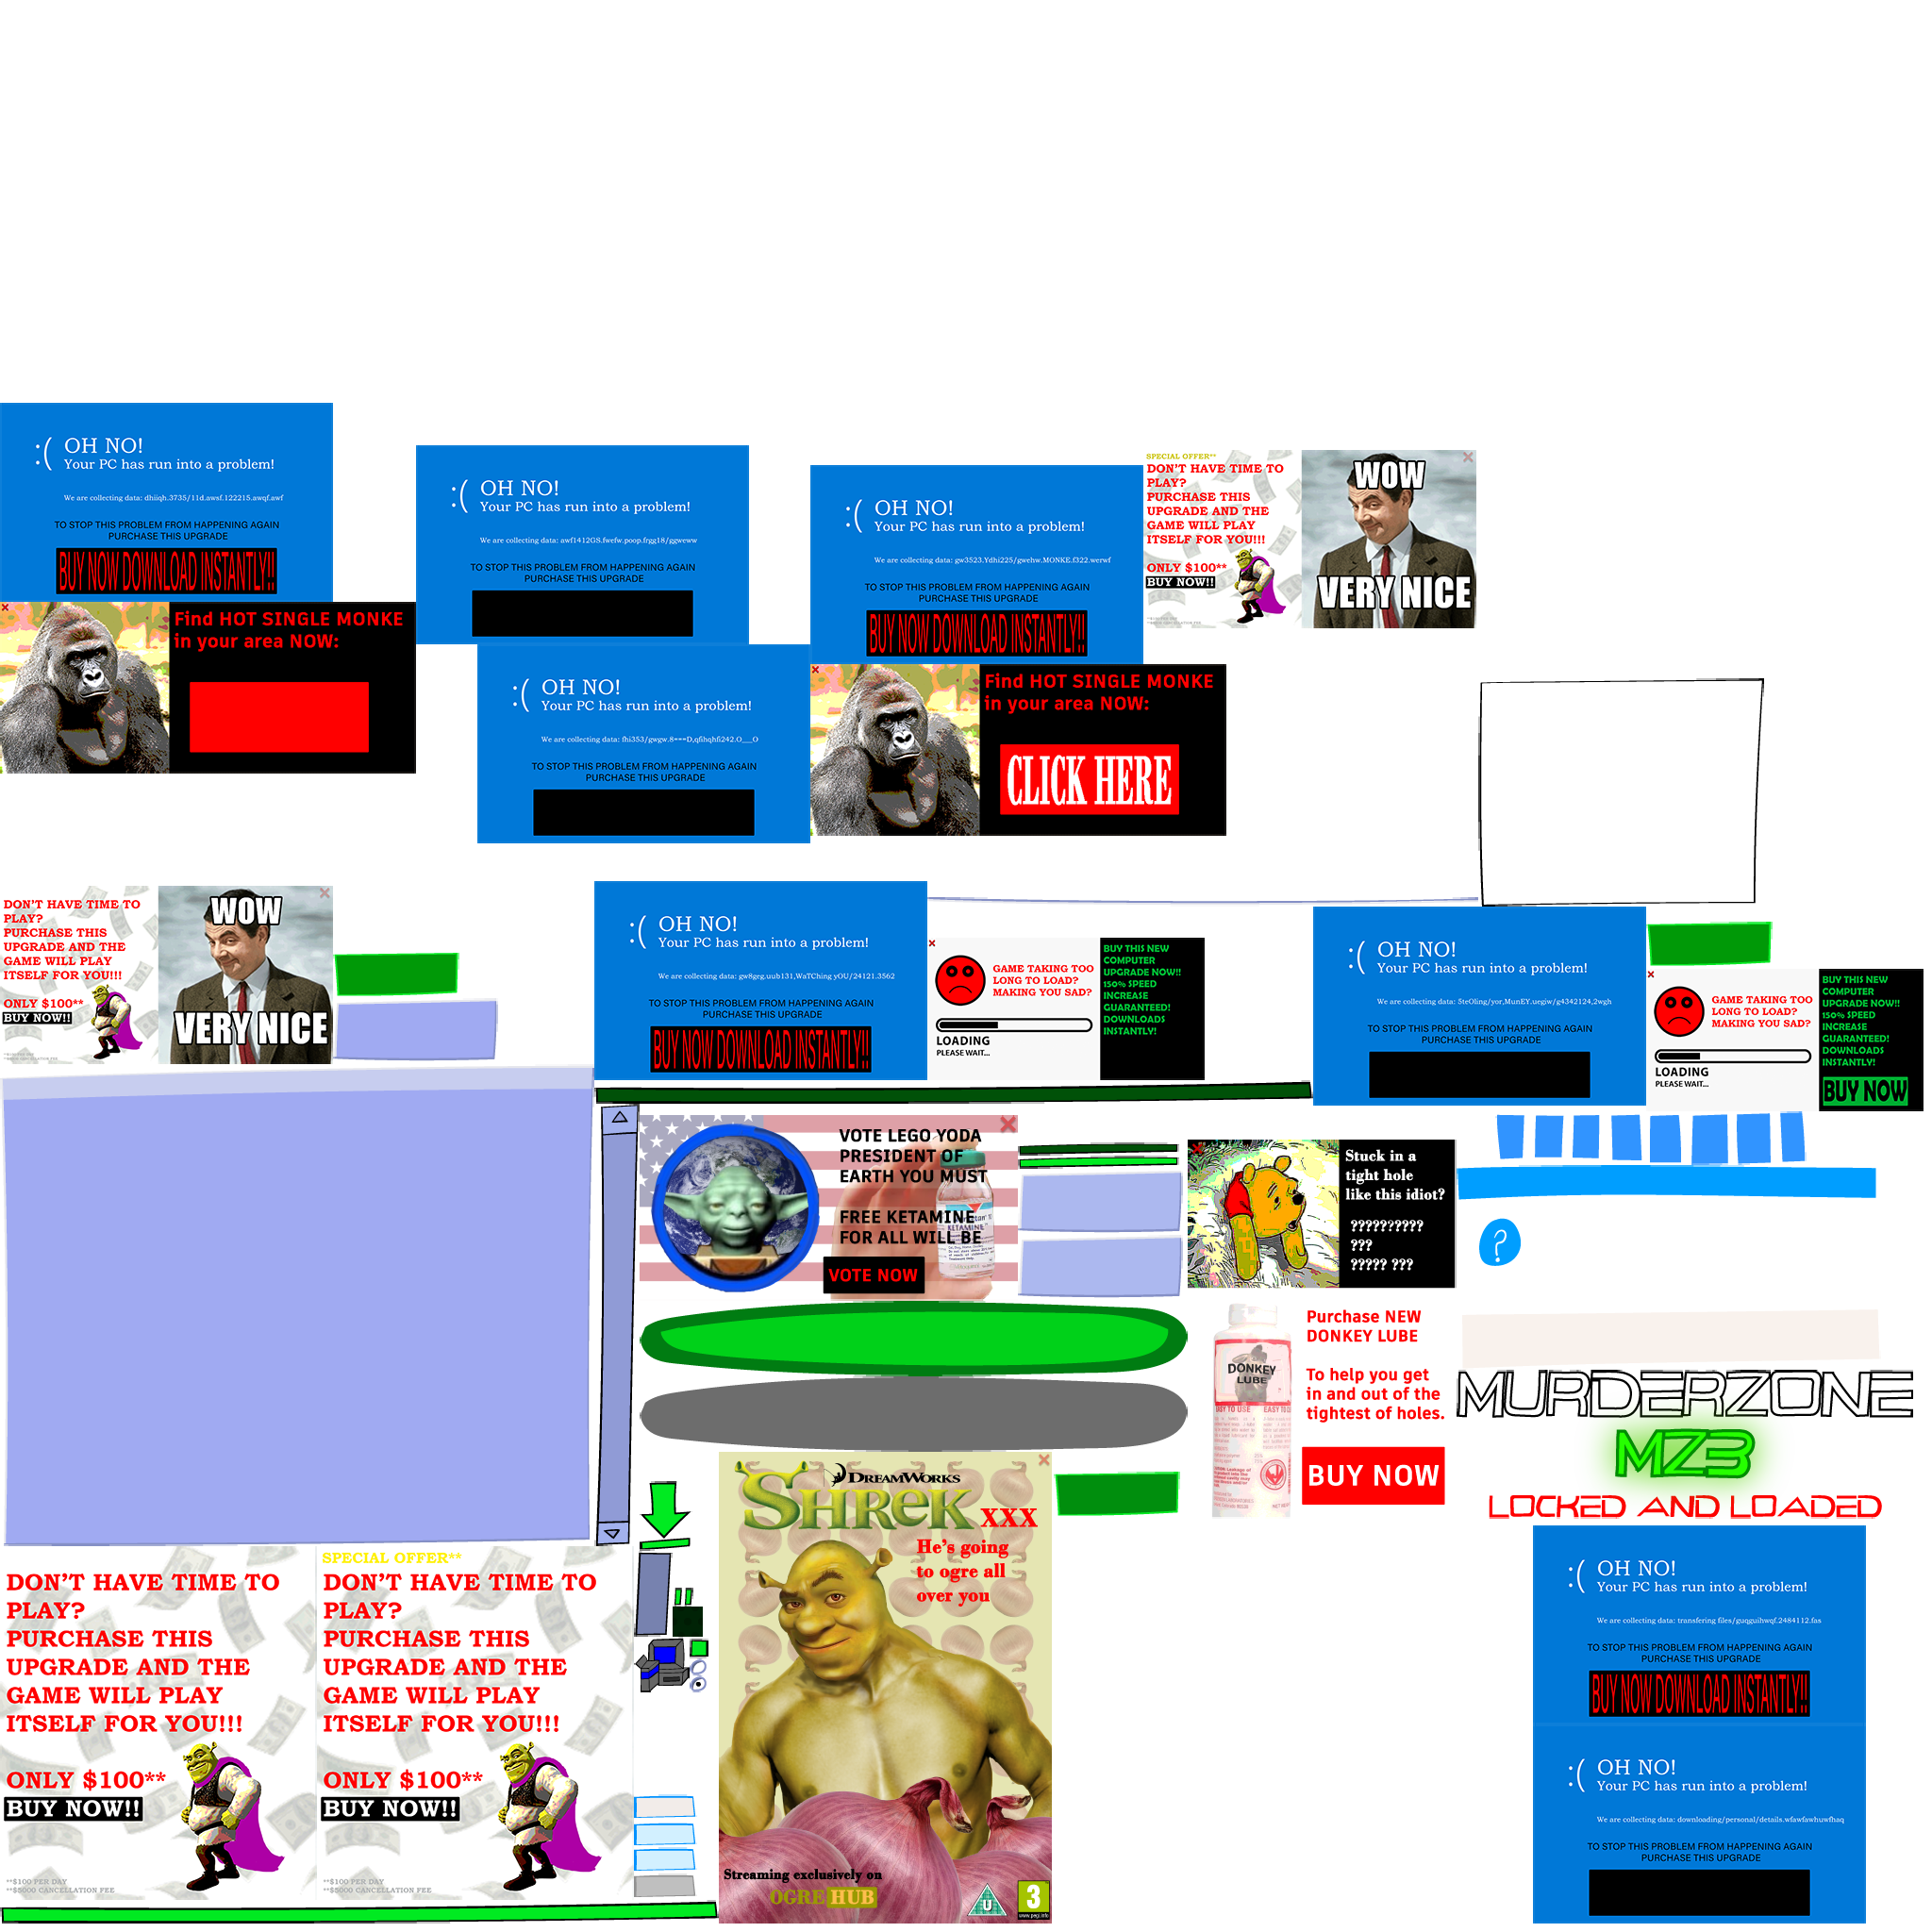 :( OH NO!
Your PC has run into a problem!
We are collecting data: dhiiqh.3735/11d.awsf.122215.awqf.awf
TO STOP THIS PROBLEM FROM HAPPENING AGAIN
PURCHASE THIS UPGRADE
BUY NOW DOWNLOAD INSTANTLY!!
:( OH NO!
Your PC has run into a problem!
We are collecting data: awf1412GS.fwefw.poop.frgg18/ggweww
TO STOP THIS PROBLEM FROM HAPPENING AGAIN
PURCHASE THIS UPGRADE
:( OH NO!
Your PC has run into a problem!
We are collecting data: gw3523.Ydhi225/gwehw.MONKE.f322.werwf
TO STOP THIS PROBLEM FROM HAPPENING AGAIN
PURCHASE THIS UPGRADE
BUY NOW DOWNLOAD INSTANTLY!!
SPECIAL OFFER**
DON'T HAVE TIME TO
PLAY?
PURCHASE THIS
UPGRADE AND THE
GAME WILL PLAY
ITSELF FOR YOU!!!
ONLY $100**
BUY NOW!!
WOW
VERY NICE
Find HOT SINGLE MONKE
in your area NOW:
:( OH NO!
Your PC has run into a problem!
We are collecting data: fhi353/gwgw.8===D,qfihqhfi242.O___O
TO STOP THIS PROBLEM FROM HAPPENING AGAIN
PURCHASE THIS UPGRADE
Find HOT SINGLE MONKE
in your area NOW:
CLICK HERE
DON'T HAVE TIME TO
PLAY?
PURCHASE THIS
UPGRADE AND THE
GAME WILL PLAY
ITSELF FOR YOU!!!
ONLY $100**
BUY NOW!!
WOW
VERY NICE
:( OH NO!
Your PC has run into a problem!
We are collecting data: gw8geg.uub131,WaTChing yOU/24121.3562
TO STOP THIS PROBLEM FROM HAPPENING AGAIN
PURCHASE THIS UPGRADE
BUY NOW DOWNLOAD INSTANTLY!!
GAME TAKING TOO
LONG TO LOAD?
MAKING YOU SAD?
LOADING
PLEASE WAIT...
BUY THIS NEW
COMPUTER
UPGRADE NOW!!
150% SPEED
INCREASE
GUARANTEED!
DOWNLOADS
INSTANTLY!
:( OH NO!
Your PC has run into a problem!
We are collecting data: 5teOling/yor,MunEY.uegiw/g4342124,2wgh
TO STOP THIS PROBLEM FROM HAPPENING AGAIN
PURCHASE THIS UPGRADE
GAME TAKING TOO
LONG TO LOAD?
MAKING YOU SAD?
LOADING
PLEASE WAIT...
BUY THIS NEW
COMPUTER
UPGRADE NOW!!
150% SPEED
INCREASE
GUARANTEED!
DOWNLOADS
INSTANTLY!
BUY NOW
VOTE LEGO YODA
PRESIDENT OF
EARTH YOU MUST
FREE KETAMINE
FOR ALL WILL BE
VOTE NOW
KETAMINE
Stuck in a
tight hole
like this idiot?
??????????
???
????? ???
?
DONKEY
LUBE
EASY TO USE
Purchase NEW
DONKEY LUBE
To help you get
in and out of the
tightest of holes.
BUY NOW
MURDERZONE
MZ3
LOCKED AND LOADED
DREAMWORKS
SHREK XXX
He's going
to ogre all
over you
Streaming exclusively on
OGRE HUB
U
3
www.pegi.info
DON'T HAVE TIME TO
PLAY?
PURCHASE THIS
UPGRADE AND THE
GAME WILL PLAY
ITSELF FOR YOU!!!
ONLY $100**
BUY NOW!!
**$100 PER DAY
**$5000 CANCELLATION FEE
SPECIAL OFFER**
DON'T HAVE TIME TO
PLAY?
PURCHASE THIS
UPGRADE AND THE
GAME WILL PLAY
ITSELF FOR YOU!!!
ONLY $100**
BUY NOW!!
**$100 PER DAY
**$5000 CANCELLATION FEE
:( OH NO!
Your PC has run into a problem!
We are collecting data: transfering files/guqguihwqf.2484112.fas
TO STOP THIS PROBLEM FROM HAPPENING AGAIN
PURCHASE THIS UPGRADE
BUY NOW DOWNLOAD INSTANTLY!!
:( OH NO!
Your PC has run into a problem!
We are collecting data: downloading/personal/details.wfawfawhuwfhaq
TO STOP THIS PROBLEM FROM HAPPENING AGAIN
PURCHASE THIS UPGRADE